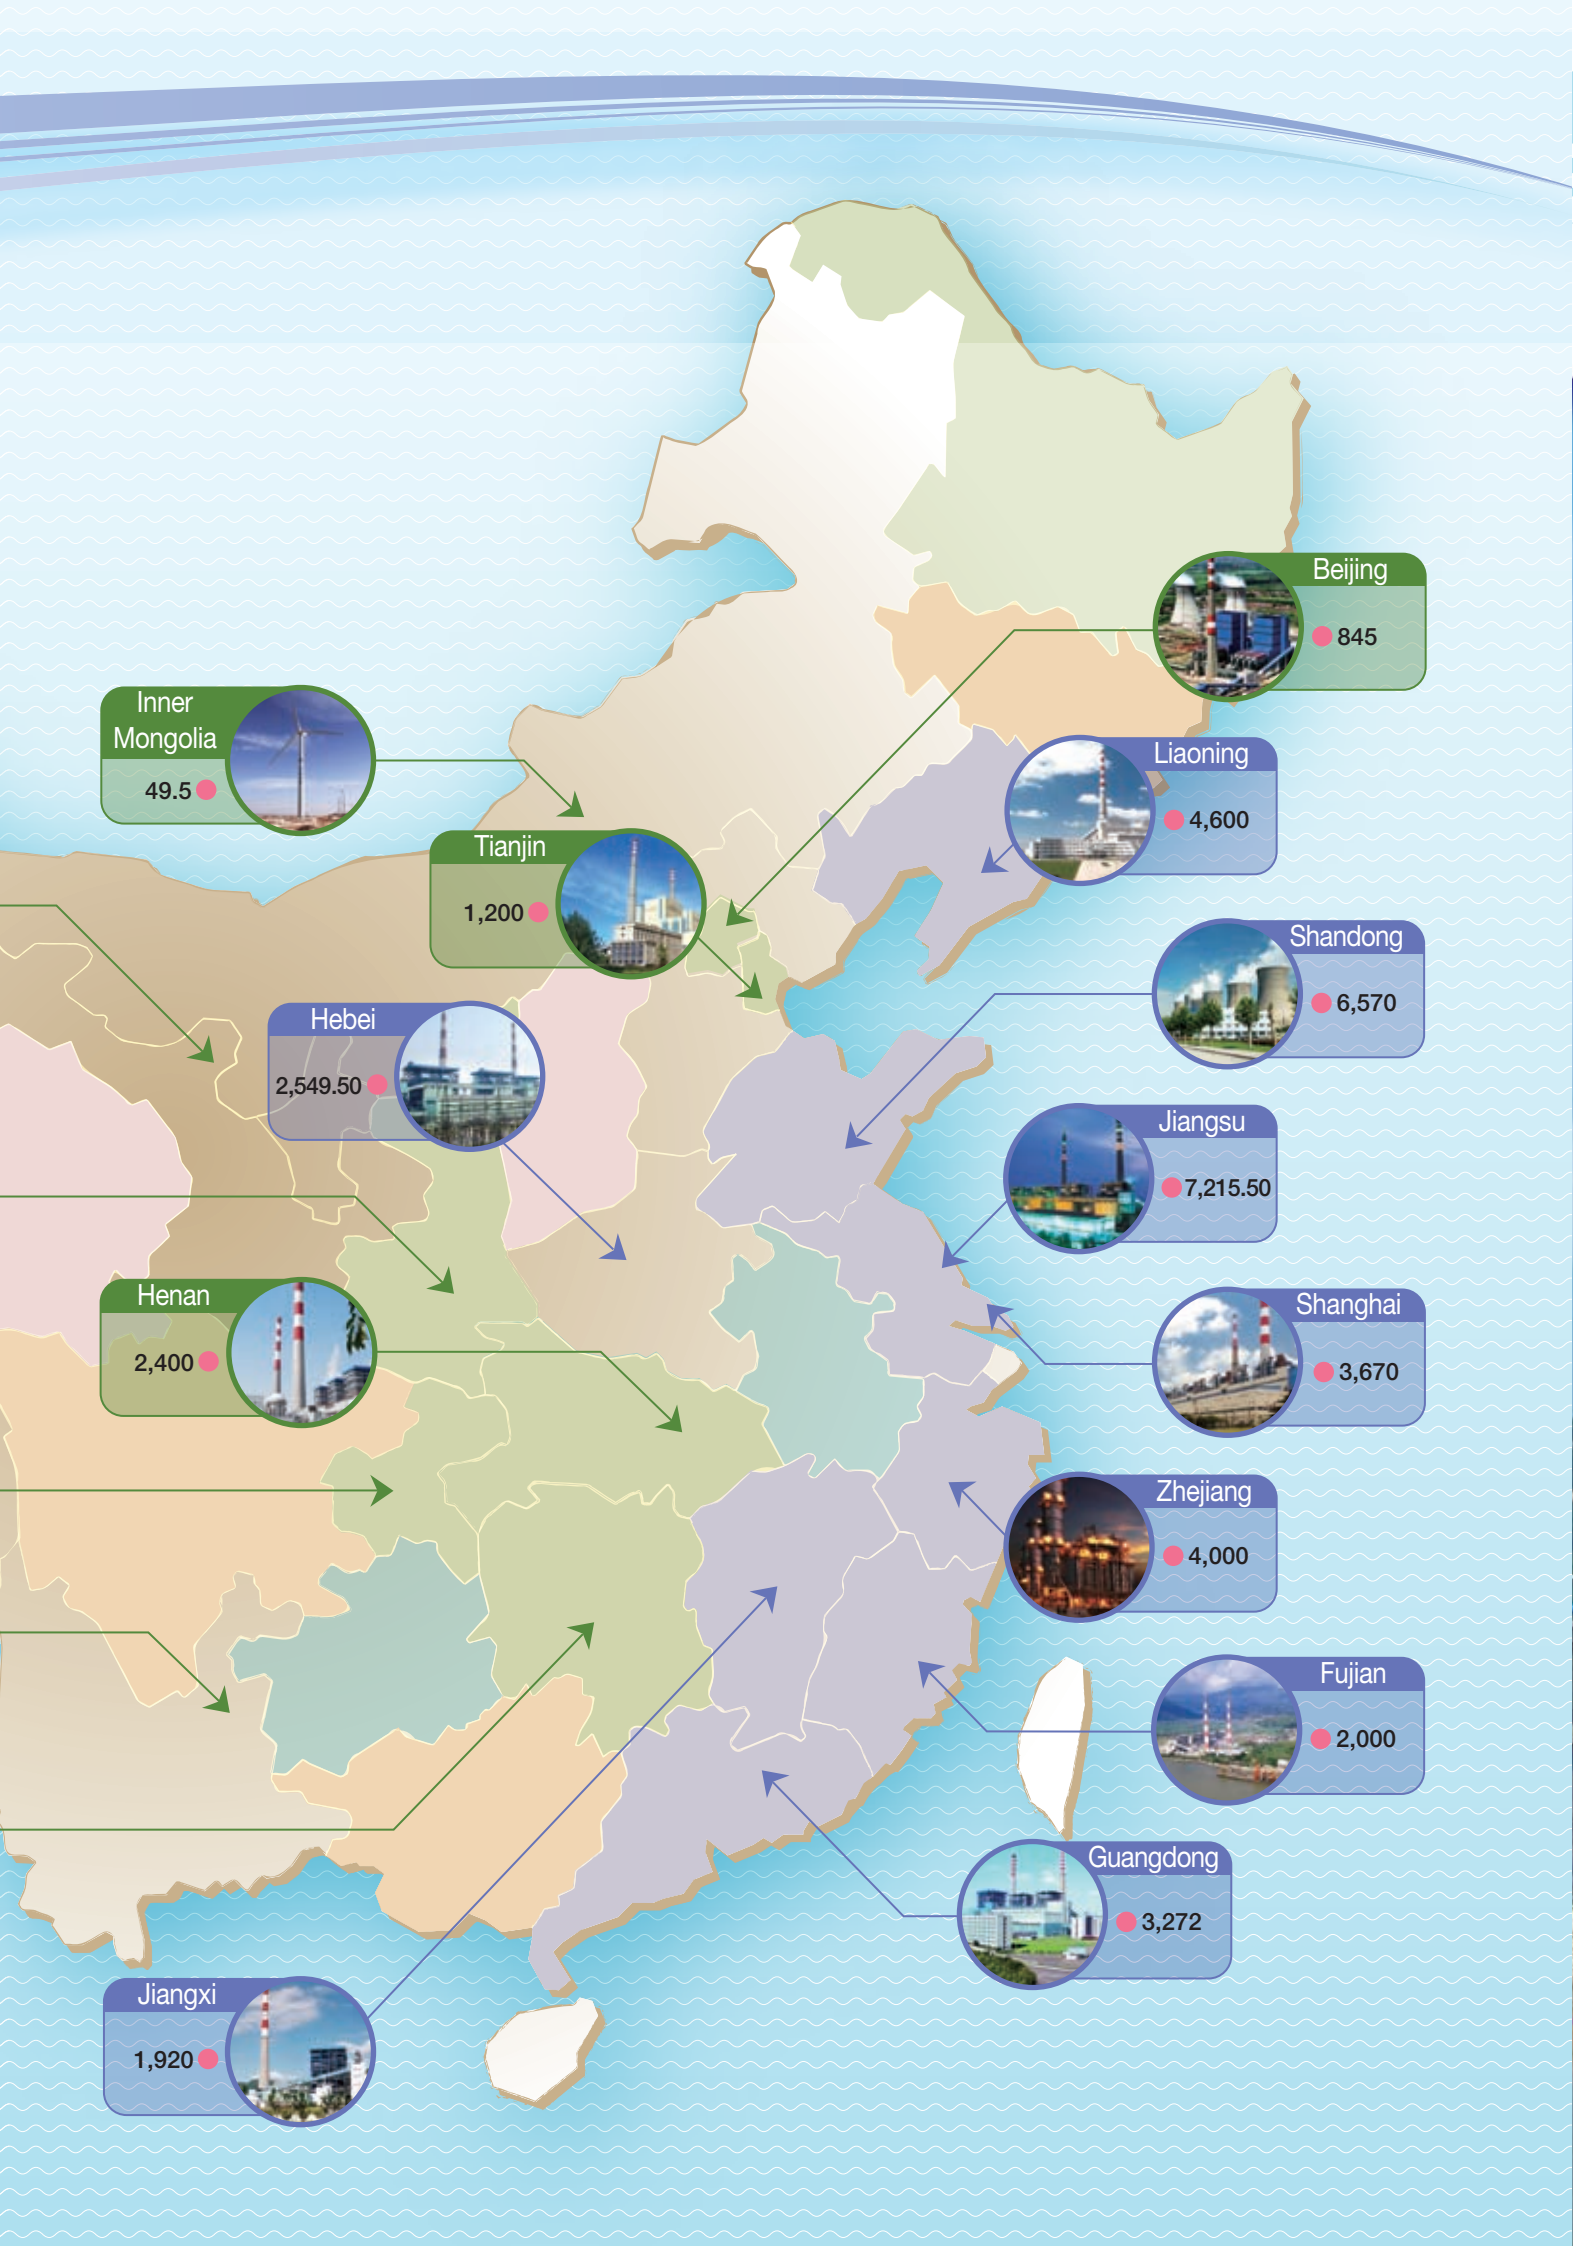 Beijing
845
Inner
Mongolia
49.5
Liaoning
4,600
Tianjin
1,200
Shandong
6,570
Hebei
2,549.50
Jiangsu
7,215.50
Henan
2,400
Shanghai
3,670
Zhejiang
4,000
Fujian
2,000
Guangdong
3,272
Jiangxi
1,920